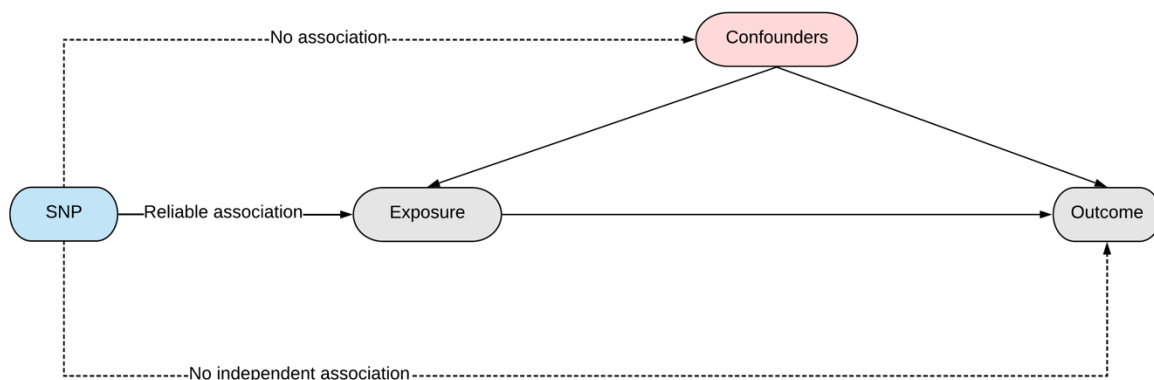 No association
Confounders
SNP
Reliable association
Exposure
Outcome
No independent association